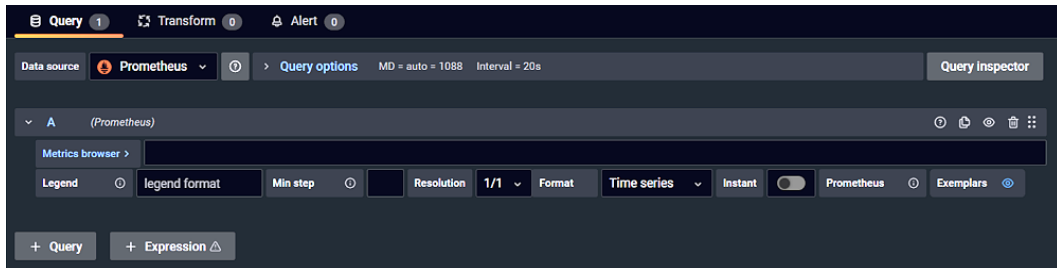 Query 1 Transform 0 Alert 0
Data source Prometheus > Query options MD = auto = 1088 Interval = 20s Query inspector
A (Prometheus)
Metrics browser >
Legend legend format Min step Resolution 1/1 Format Time series Instant Prometheus Exemplars
+ Query + Expression